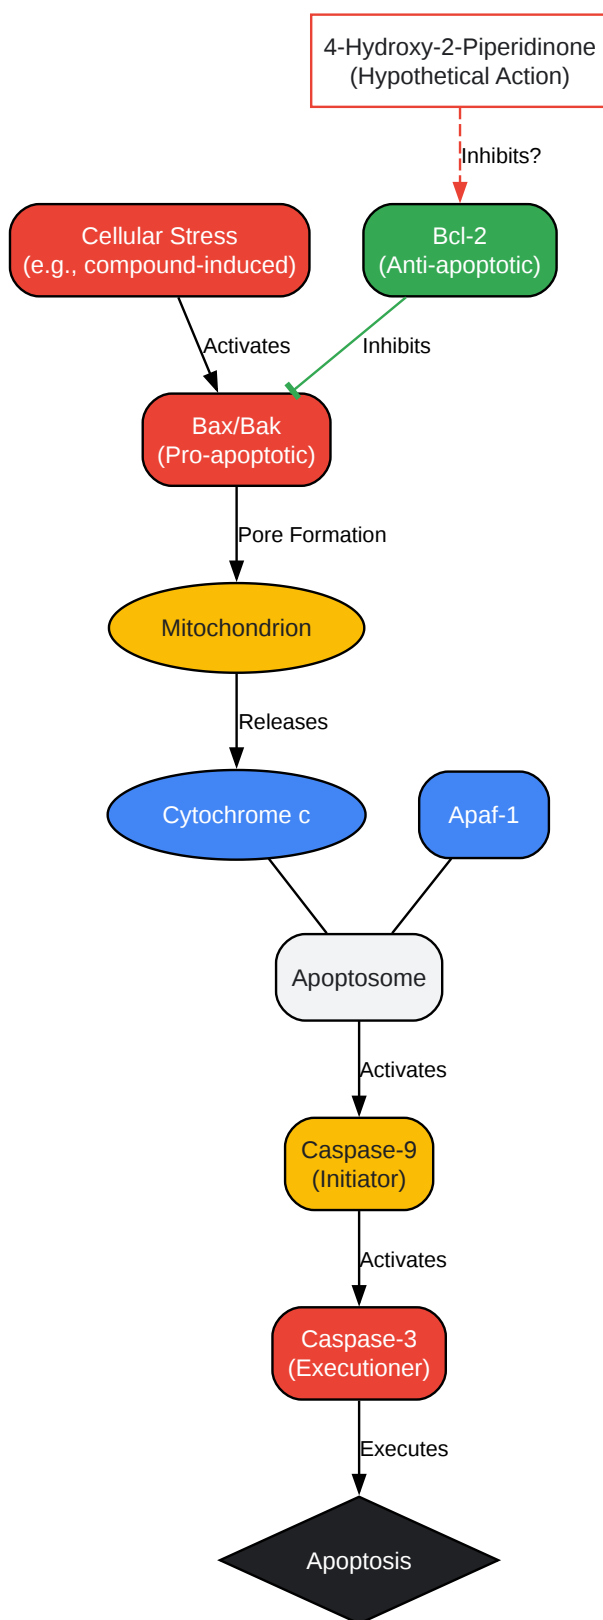 4-Hydroxy-2-Piperidinone
(Hypothetical Action)
Inhibits?
Cellular Stress
(e.g., compound-induced)
Bcl-2
(Anti-apoptotic)
Activates
Inhibits
Bax/Bak
(Pro-apoptotic)
Pore Formation
Mitochondrion
Releases
Cytochrome c
Apaf-1
Apoptosome
Activates
Caspase-9
(Initiator)
Activates
Caspase-3
(Executioner)
Executes
Apoptosis